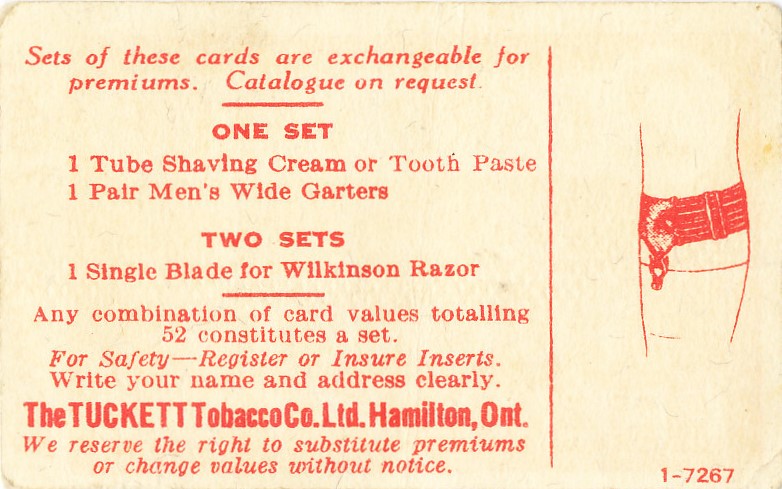 Sets of these cards are exchangeable for
premiums. Catalogue on request.
ONE SET
1 Tube Shaving Cream or Tooth Paste
1 Pair Men's Wide Garters
TWO SETS
1 Single Blade for Wilkinson Razor
Any combination of card values totalling
52 constitutes a set.
For Safety—Register or Insure Inserts.
Write your name and address clearly.
The TUCKETT Tobacco Co. Ltd. Hamilton, Ont.
We reserve the right to substitute premiums
or change values without notice.
1-7267